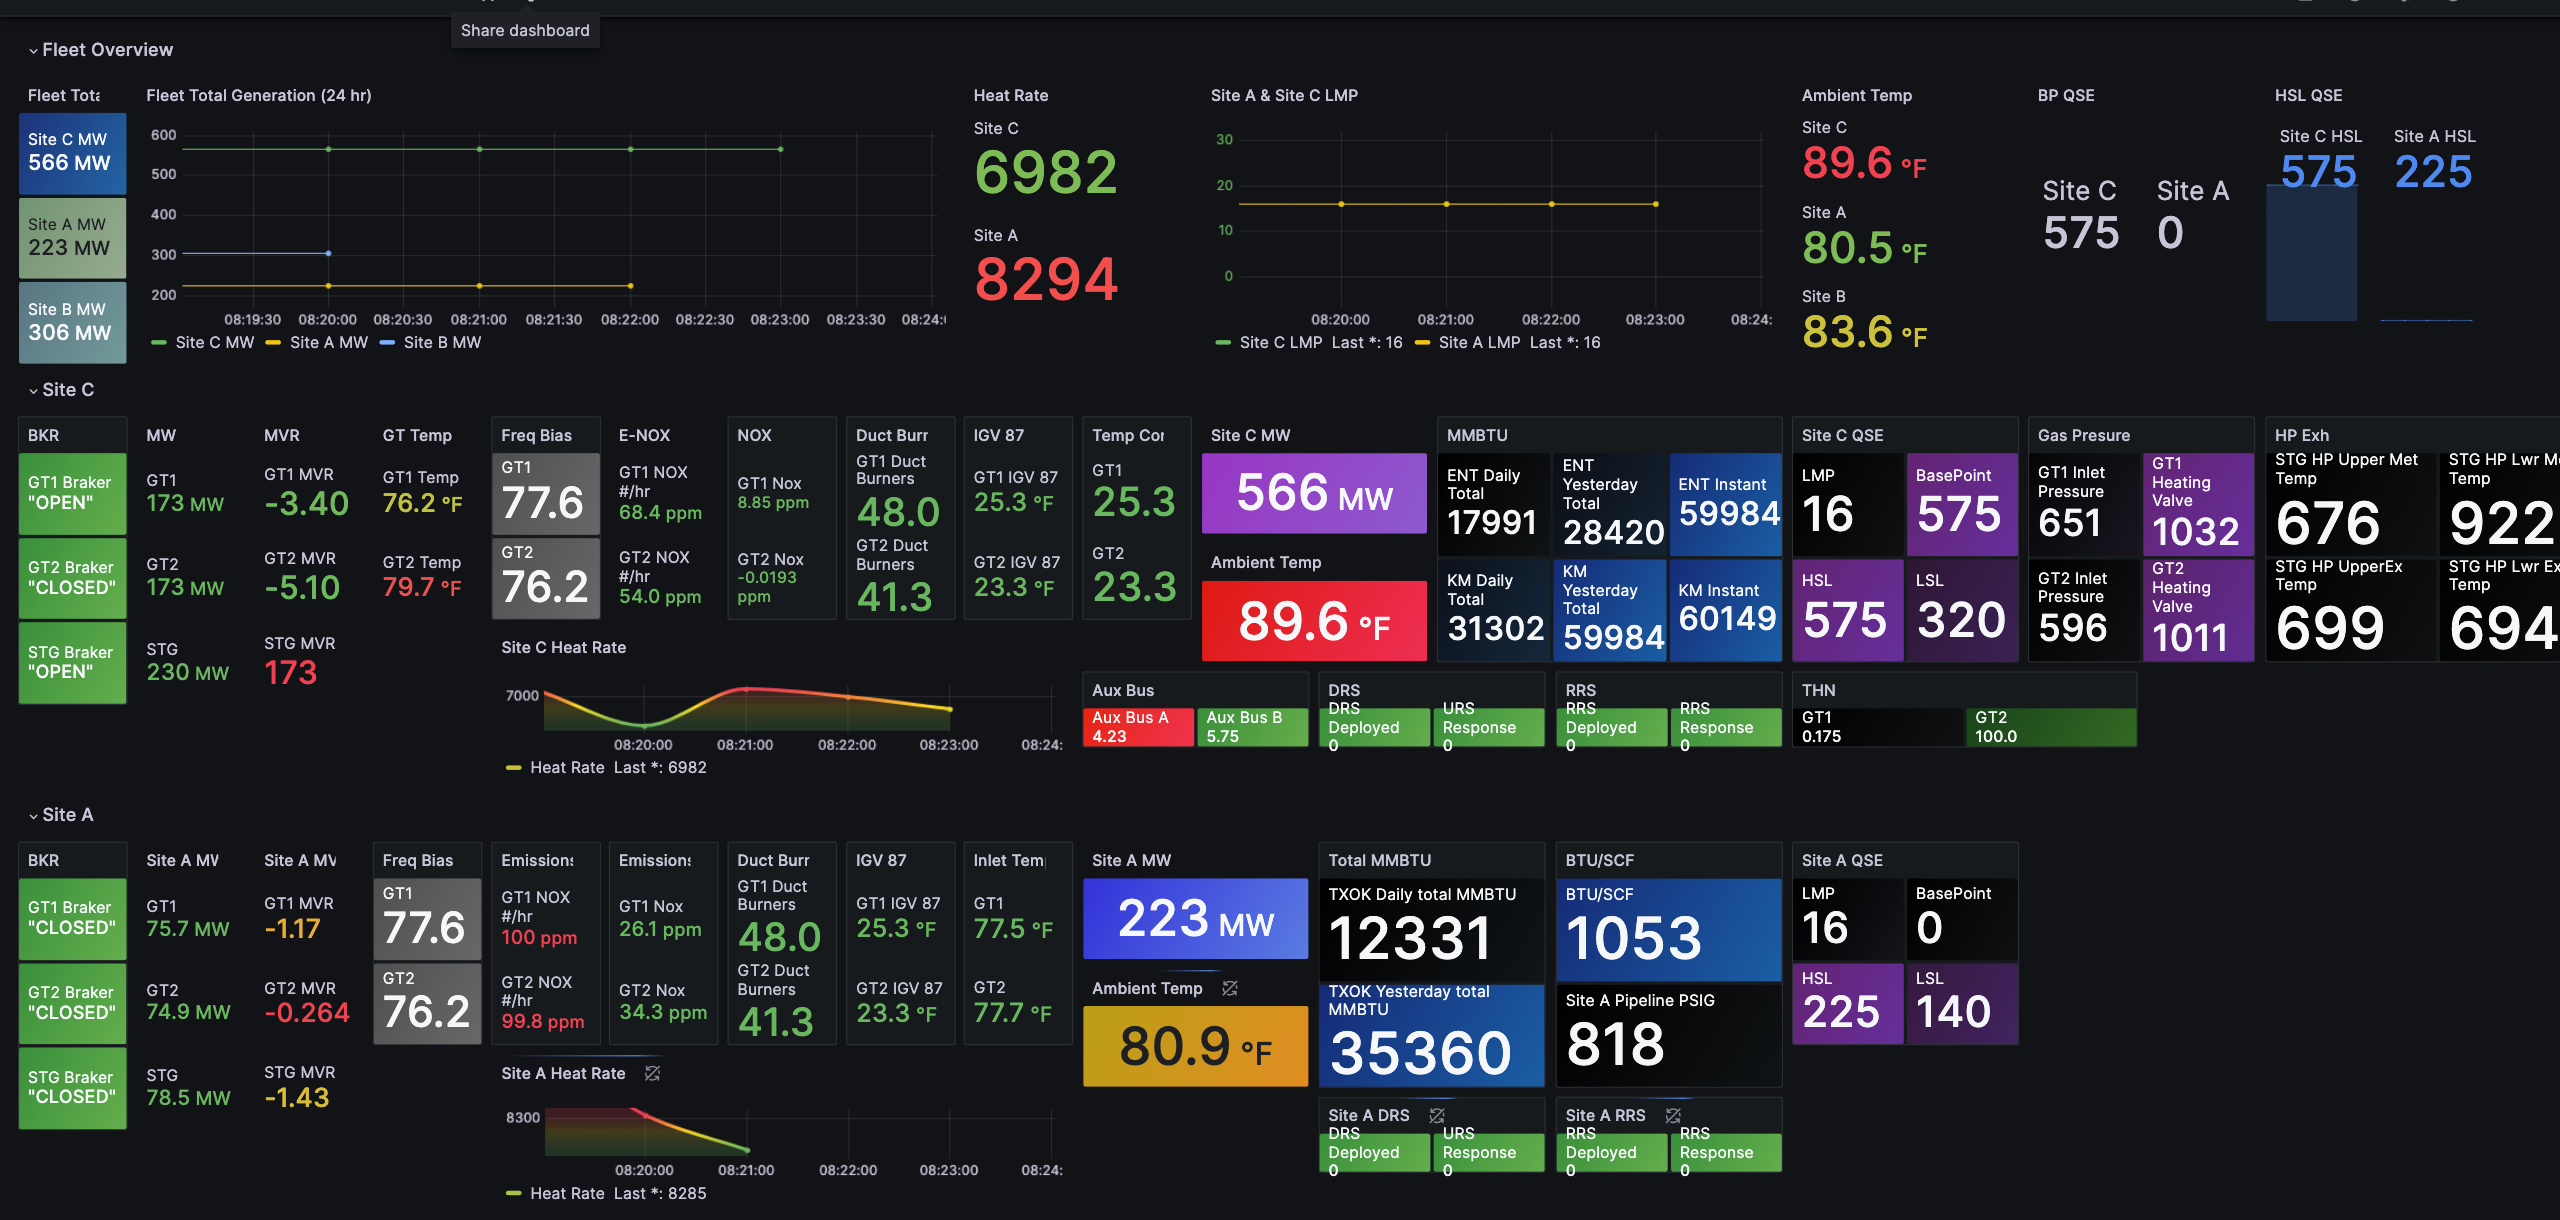 Share dashboard
Fleet Overview
Fleet Tota
Site C MW
566 MW
Site A MW
223 MW
Site B MW
306 MW
Fleet Total Generation (24 hr)
600
500
400
300
200
08:19:30 08:20:00 08:20:30 08:21:00 08:21:30 08:22:00 08:22:30 08:23:00 08:23:30 08:24:
Site C MW Site A MW Site B MW
Heat Rate
Site C
6982
Site A
8294
Site A & Site C LMP
30
20
10
0
08:20:00 08:21:00 08:22:00 08:23:00 08:24:
Site C LMP Last *: 16 Site A LMP Last *: 16
Ambient Temp
Site C
89.6 °F
Site A
80.5 °F
Site B
83.6 °F
BP QSE
Site C
575
Site A
0
HSL QSE
Site C HSL
575
Site A HSL
225
Site C
BKR
GT1 Braker
"OPEN"
GT2 Braker
"CLOSED"
STG Braker
"OPEN"
MW
GT1
173 MW
GT2
173 MW
STG
230 MW
MVR
GT1 MVR
-3.40
GT2 MVR
-5.10
STG MVR
173
GT Temp
GT1 Temp
76.2 °F
GT2 Temp
79.7 °F
Freq Bias
GT1
77.6
GT2
76.2
E-NOX
GT1 NOX
#/hr
68.4 ppm
GT2 NOX
#/hr
54.0 ppm
NOX
GT1 Nox
8.85 ppm
GT2 Nox
-0.0193
ppm
Duct Burr
GT1 Duct
Burners
48.0
GT2 Duct
Burners
41.3
IGV 87
GT1 IGV 87
25.3 °F
GT2 IGV 87
23.3 °F
Temp Cor
GT1
25.3
GT2
23.3
Site C Heat Rate
7000
08:20:00 08:21:00 08:22:00 08:23:00 08:24:
Heat Rate Last *: 6982
Site C MW
566 MW
Ambient Temp
89.6 °F
MMBTU
ENT Daily
Total
17991
ENT
Yesterday
Total
28420
ENT Instant
59984
KM Daily
Total
31302
KM
Yesterday
Total
59984
KM Instant
60149
Site C QSE
LMP
16
BasePoint
575
HSL
575
LSL
320
Gas Presure
GT1 Inlet
Pressure
651
GT1
Heating
Valve
1032
GT2 Inlet
Pressure
596
GT2
Heating
Valve
1011
HP Exh
STG HP Upper Met
Temp
676
STG HP Lwr Me
Temp
922
STG HP UpperEx
Temp
699
STG HP Lwr Ex
Temp
694
Aux Bus
Aux Bus A
4.23
Aux Bus B
5.75
DRS
DRS
Deployed
0
URS
Response
0
RRS
RRS
Deployed
0
RRS
Response
0
THN
GT1
0.175
GT2
100.0
Site A
BKR
GT1 Braker
"CLOSED"
GT2 Braker
"CLOSED"
STG Braker
"CLOSED"
Site A MW
GT1
75.7 MW
GT2
74.9 MW
STG
78.5 MW
Site A MV
GT1 MVR
-1.17
GT2 MVR
-0.264
STG MVR
-1.43
Freq Bias
GT1
77.6
GT2
76.2
Emissions
GT1 NOX
#/hr
100 ppm
GT2 NOX
#/hr
99.8 ppm
Emissions
GT1 Nox
26.1 ppm
GT2 Nox
34.3 ppm
Duct Burr
GT1 Duct
Burners
48.0
GT2 Duct
Burners
41.3
IGV 87
GT1 IGV 87
25.3 °F
GT2 IGV 87
23.3 °F
Inlet Tem
GT1
77.5 °F
GT2
77.7 °F
Site A Heat Rate
8300
08:20:00 08:21:00 08:22:00 08:23:00 08:24:
Heat Rate Last *: 8285
Site A MW
223 MW
Ambient Temp
80.9 °F
Total MMBTU
TXOK Daily total MMBTU
12331
TXOK Yesterday total
MMBTU
35360
BTU/SCF
BTU/SCF
1053
Site A Pipeline PSIG
818
Site A QSE
LMP
16
BasePoint
0
HSL
225
LSL
140
Site A DRS
DRS
Deployed
0
URS
Response
0
Site A RRS
RRS
Deployed
0
RRS
Response
0